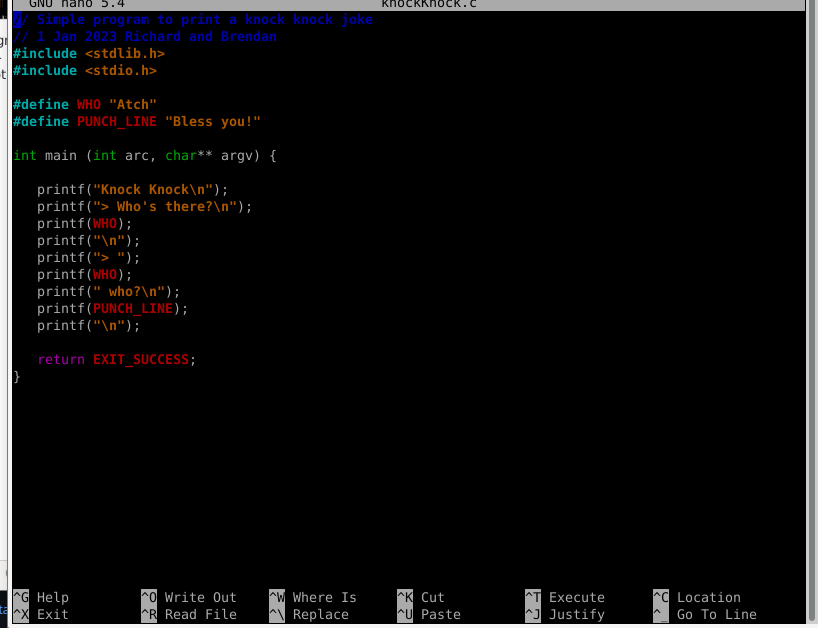 GNU nano 5.4 knockKnock.c
// Simple program to print a knock knock joke
// 1 Jan 2023 Richard and Brendan
#include <stdlib.h>
#include <stdio.h>
#define WHO "Atch"
#define PUNCH_LINE "Bless you!"
int main (int arc, char** argv) {
printf("Knock Knock\n");
printf("> Who's there?\n");
printf(WHO);
printf("\n");
printf("> ");
printf(WHO);
printf(" who?\n");
printf(PUNCH_LINE);
printf("\n");
return EXIT_SUCCESS;
}
^G Help ^O Write Out ^W Where Is ^K Cut ^T Execute ^C Location
^X Exit ^R Read File ^\ Replace ^U Paste ^J Justify ^_ Go To Line